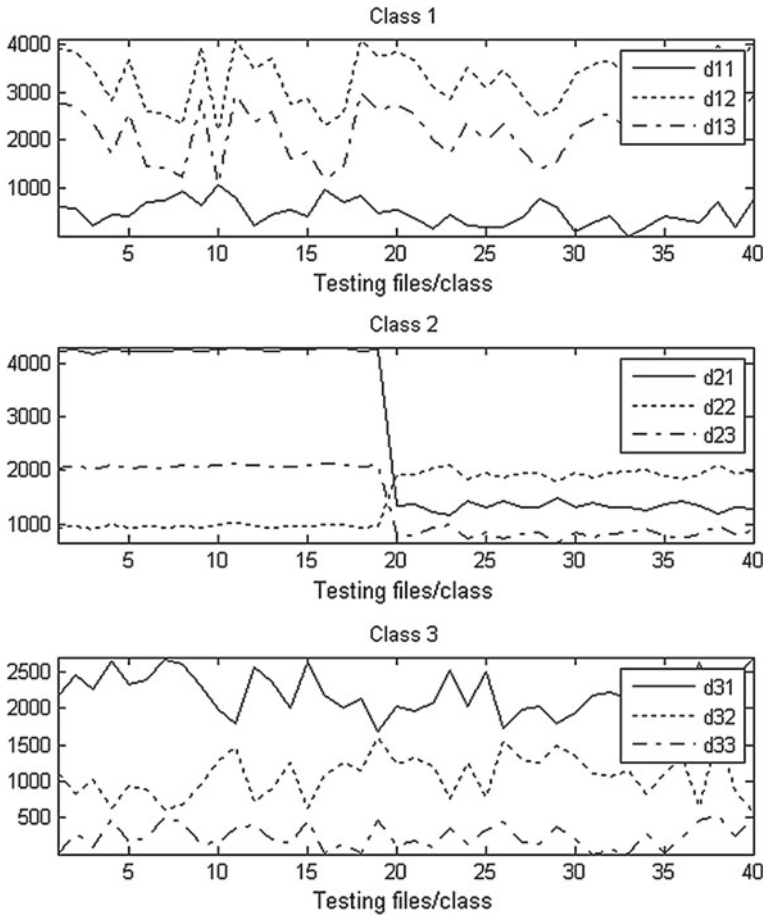 Class 1
4000
3000
2000
1000
d11
d12
d13
5 10 15 20 25 30 35 40
Testing files/class
Class 2
4000
3000
2000
1000
d21
d22
d23
5 10 15 20 25 30 35 40
Testing files/class
Class 3
2500
2000
1500
1000
500
d31
d32
d33
5 10 15 20 25 30 35 40
Testing files/class